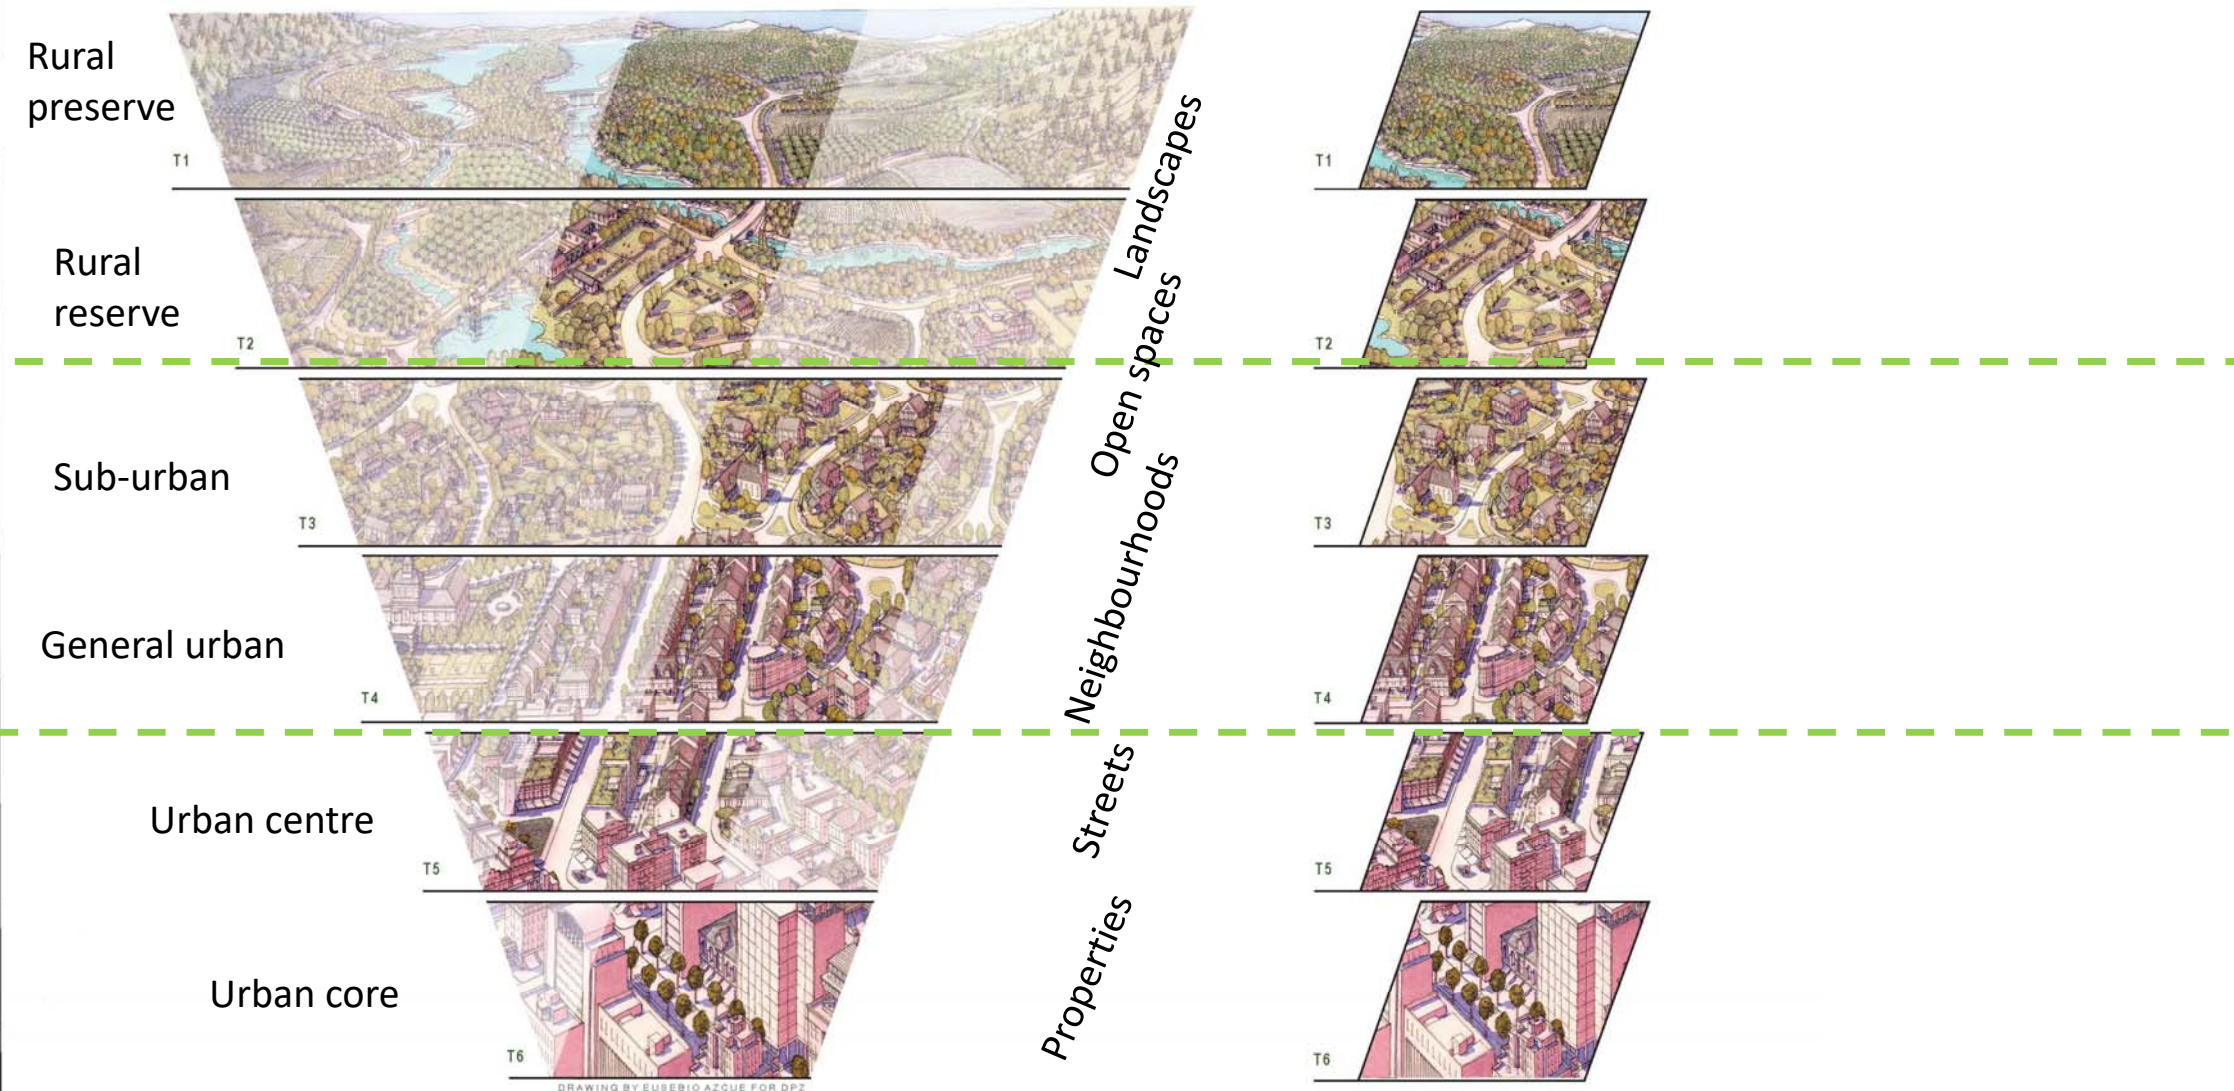 Rural
preserve
T1
Landscapes
T1
Rural
reserve
T2
Open spaces
T2
Sub-urban
T3
Neighbourhoods
T3
General urban
T4
T4
Urban centre
T5
Streets
T5
Urban core
T6
Properties
T6
DRAWING BY EUSEBIO AZCUE FOR DPZ